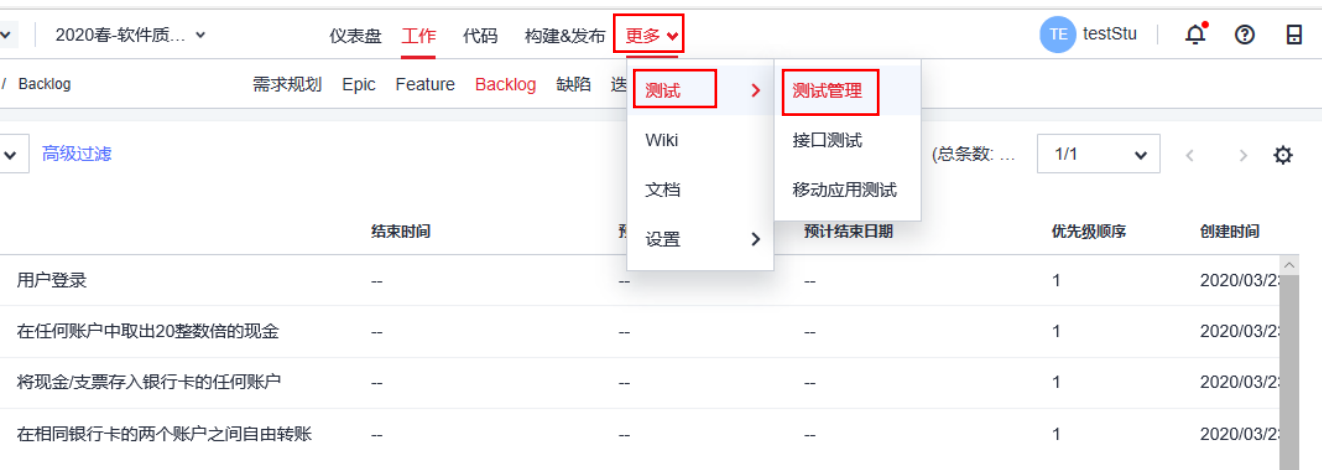 2020春-软件质... 仪表盘 工作 代码 构建&发布 更多 TE testStu
/ Backlog 需求规划 Epic Feature Backlog 缺陷 迭
测试 测试管理
高级过滤 Wiki 接口测试 (总条数: ... 1/1
文档 移动应用测试
结束时间 预计结束日期 优先级顺序 创建时间
设置
用户登录 -- -- -- 1 2020/03/2
在任何账户中取出20整数倍的现金 -- -- -- 1 2020/03/2
将现金/支票存入银行卡的任何账户 -- -- -- 1 2020/03/2
在相同银行卡的两个账户之间自由转账 -- -- -- 1 2020/03/2